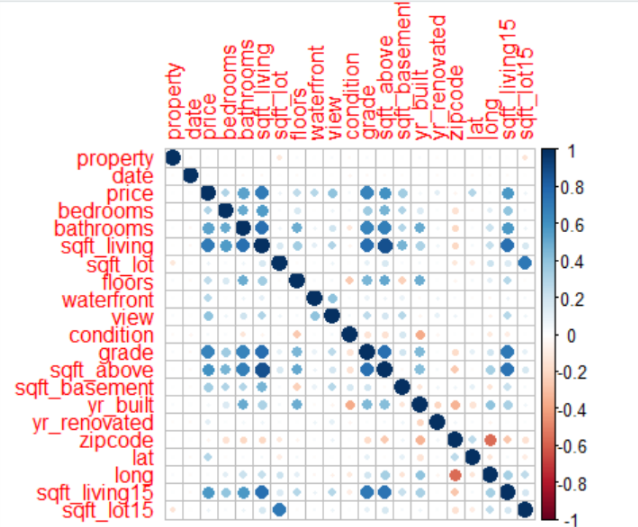 property
date
price
bedrooms
bathrooms
sqft_living
sqft_lot
floors
waterfront
view
condition
grade
sqft_above
sqft_basement
yr_built
yr_renovated
zipcode
lat
long
sqft_living15
sqft_lot15
property
date
price
bedrooms
bathrooms
sqft_living
sqft_lot
floors
waterfront
view
condition
grade
sqft_above
sqft_basement
yr_built
yr_renovated
zipcode
lat
long
sqft_living15
sqft_lot15
1
0.8
0.6
0.4
0.2
0
-0.2
-0.4
-0.6
-0.8
-1